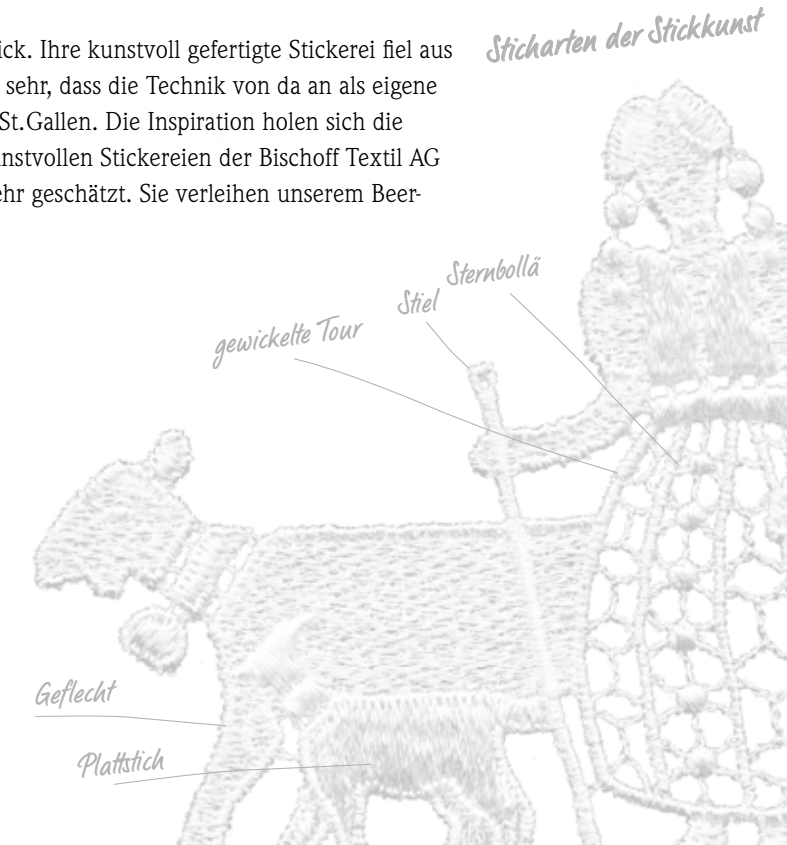 ick. Ihre kunstvoll gefertigte Stickerei fiel aus
sehr, dass die Technik von da an als eigene
St.Gallen. Die Inspiration holen sich die
nstvollen Stickereien der Bischoff Textil AG
ehr geschätzt. Sie verleihen unserem Beer-
Sticharten der Stickkunst
Sternbollä
Stiel
gewickelte Tour
Geflecht
Plattstich